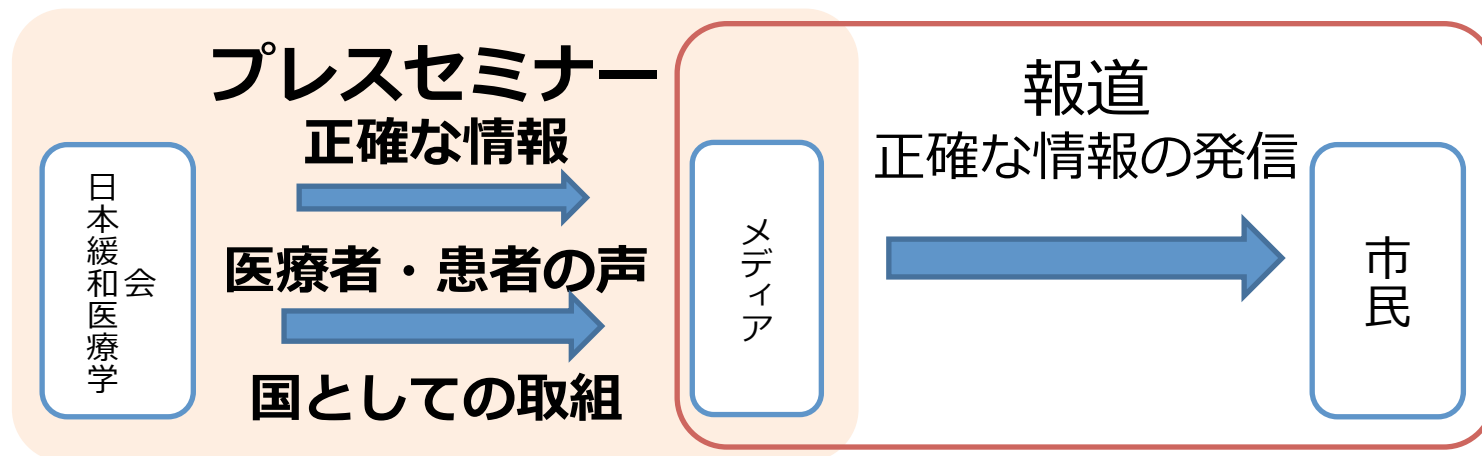 プレスセミナー
正確な情報
医療者・患者の声
国としての取組
日本緩和医療学
会
メディア
報道
正確な情報の発信
市民